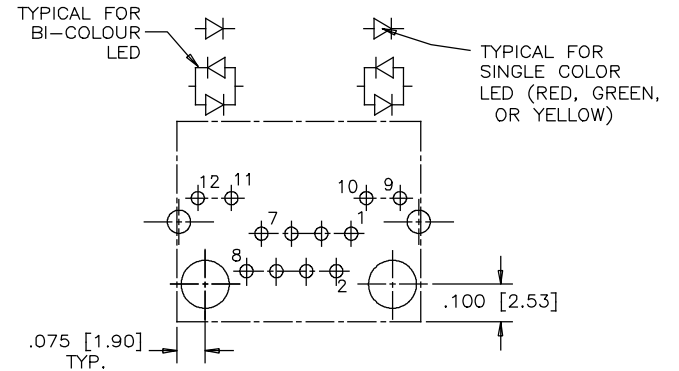 TYPICAL FOR
BI-COLOUR
LED
TYPICAL FOR
SINGLE COLOR
LED (RED, GREEN,
OR YELLOW)
12 11 10 9
7 1
8 2
.100 [2.53]
.075 [1.90]
TYP.